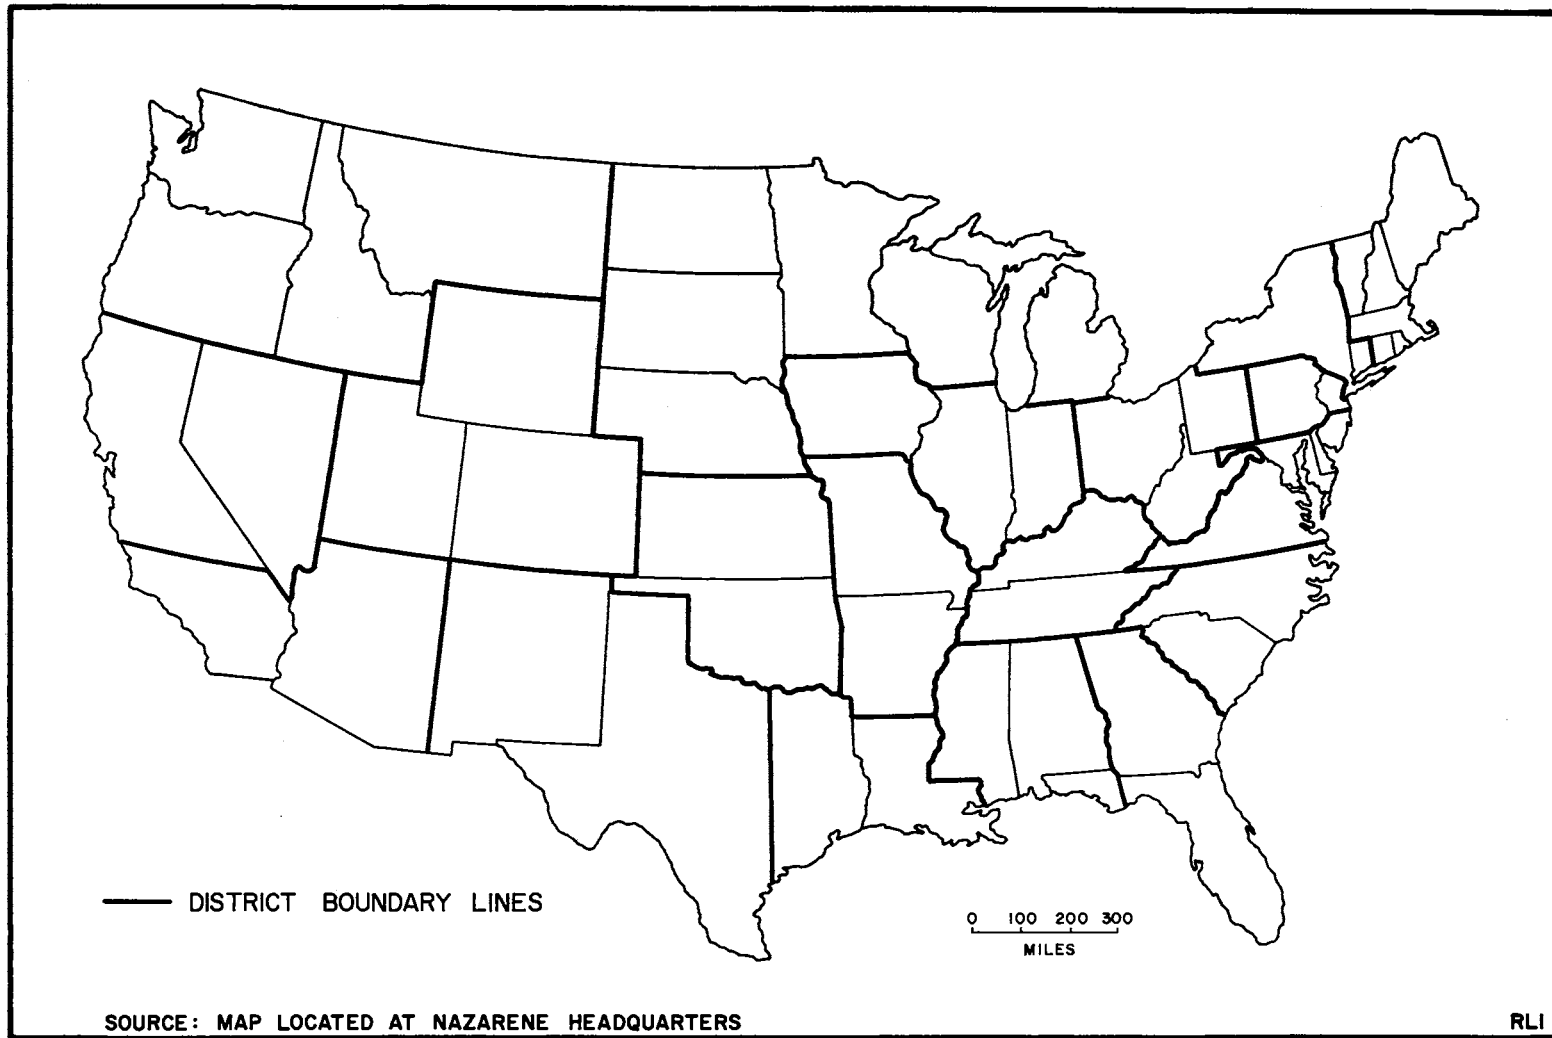 DISTRICT BOUNDARY LINES
0 100 200 300
MILES
SOURCE: MAP LOCATED AT NAZARENE HEADQUARTERS
RLI